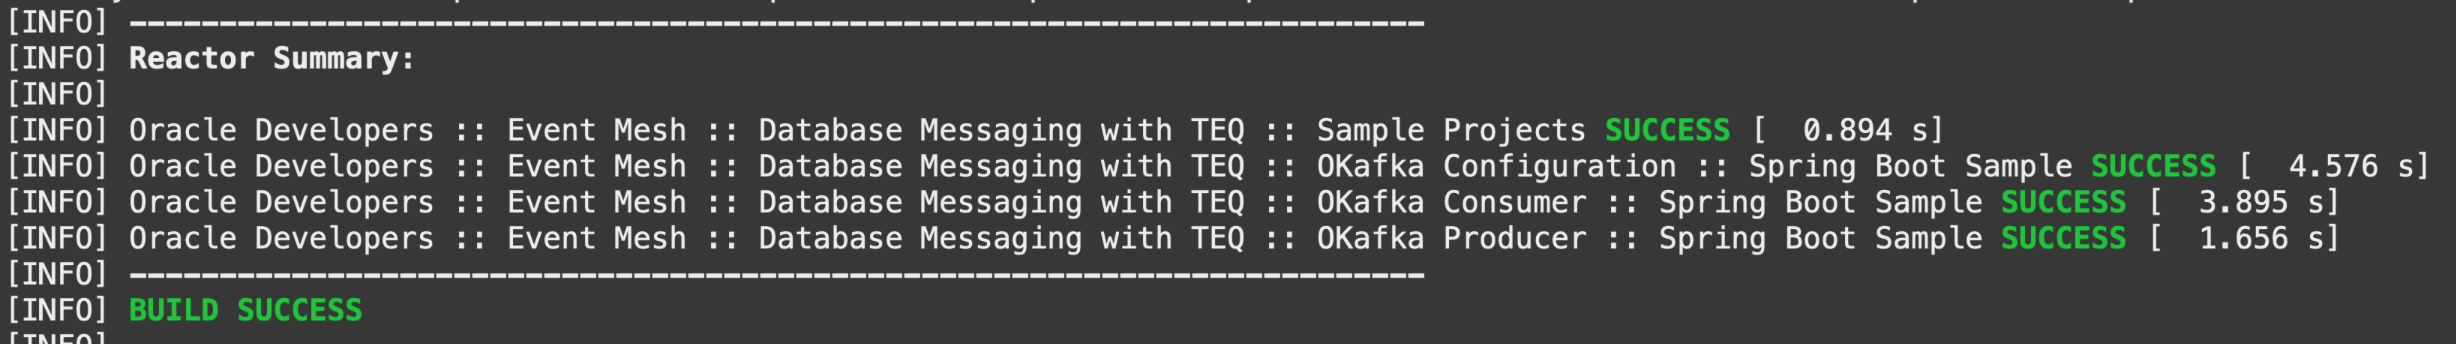 [INFO] ------------------------------------------------------------------------
[INFO] Reactor Summary:
[INFO]
[INFO] Oracle Developers :: Event Mesh :: Database Messaging with TEQ :: Sample Projects SUCCESS [  0.894 s]
[INFO] Oracle Developers :: Event Mesh :: Database Messaging with TEQ :: OKafka Configuration :: Spring Boot Sample SUCCESS [  4.576 s]
[INFO] Oracle Developers :: Event Mesh :: Database Messaging with TEQ :: OKafka Consumer :: Spring Boot Sample SUCCESS [  3.895 s]
[INFO] Oracle Developers :: Event Mesh :: Database Messaging with TEQ :: OKafka Producer :: Spring Boot Sample SUCCESS [  1.656 s]
[INFO] ------------------------------------------------------------------------
[INFO] BUILD SUCCESS
[INFO]